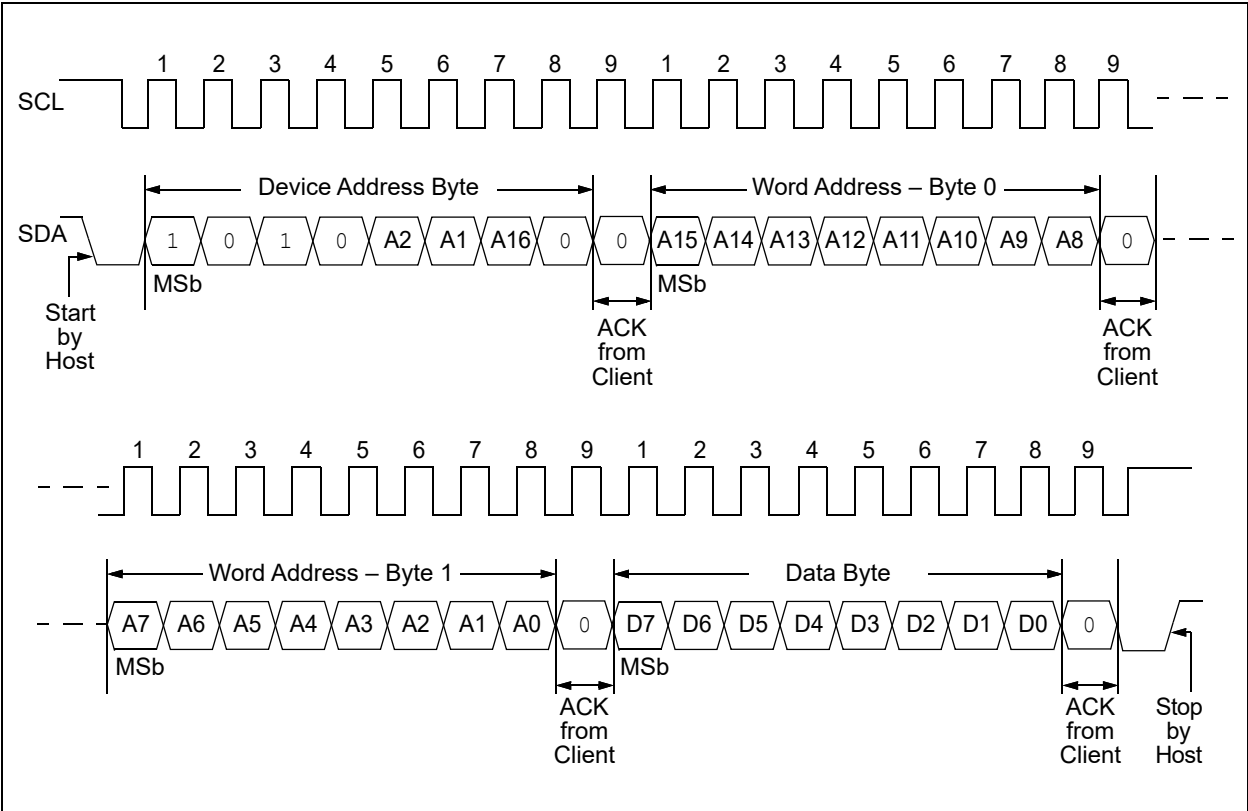 1 2 3 4 5 6 7 8 9 1 2 3 4 5 6 7 8 9
SCL
Device Address Byte Word Address – Byte 0
SDA 1 0 1 0 A2 A1 A16 0 0 A15 A14 A13 A12 A11 A10 A9 A8 0
MSb MSb
Start
by
Host
ACK
from
Client
ACK
from
Client
1 2 3 4 5 6 7 8 9 1 2 3 4 5 6 7 8 9
Word Address – Byte 1 Data Byte
A7 A6 A5 A4 A3 A2 A1 A0 0 D7 D6 D5 D4 D3 D2 D1 D0 0
MSb MSb
ACK
from
Client
ACK
from
Client
Stop
by
Host